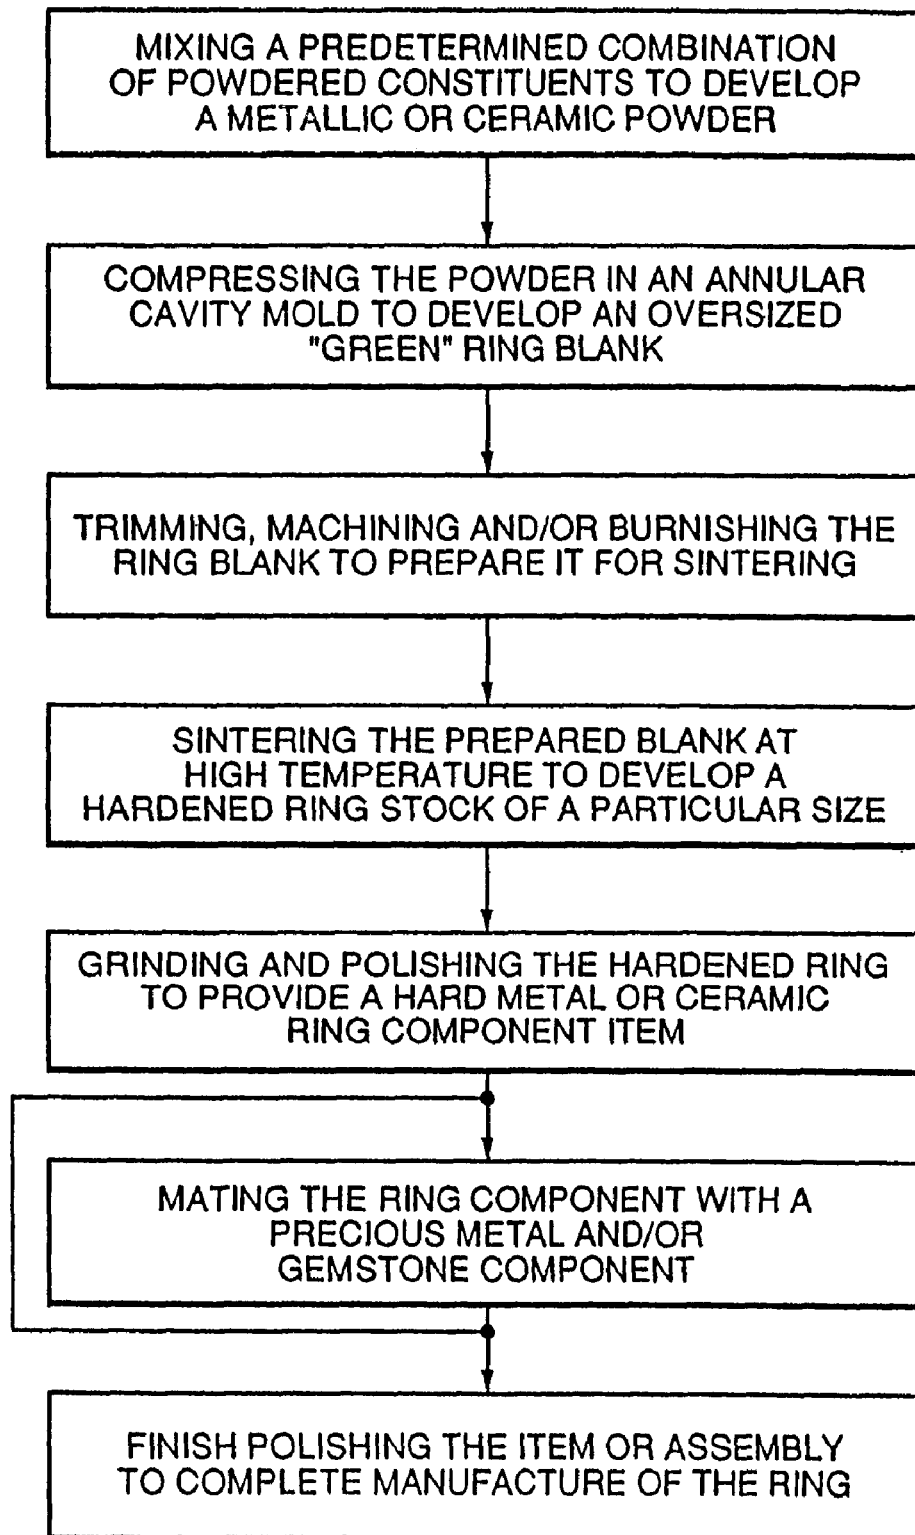 MIXING A PREDETERMINED COMBINATION
OF POWDERED CONSTITUENTS TO DEVELOP
A METALLIC OR CERAMIC POWDER
COMPRESSING THE POWDER IN AN ANNULAR
CAVITY MOLD TO DEVELOP AN OVERSIZED
"GREEN" RING BLANK
TRIMMING, MACHINING AND/OR BURNISHING THE
RING BLANK TO PREPARE IT FOR SINTERING
SINTERING THE PREPARED BLANK AT
HIGH TEMPERATURE TO DEVELOP A
HARDENED RING STOCK OF A PARTICULAR SIZE
GRINDING AND POLISHING THE HARDENED RING
TO PROVIDE A HARD METAL OR CERAMIC
RING COMPONENT ITEM
MATING THE RING COMPONENT WITH A
PRECIOUS METAL AND/OR
GEMSTONE COMPONENT
FINISH POLISHING THE ITEM OR ASSEMBLY
TO COMPLETE MANUFACTURE OF THE RING